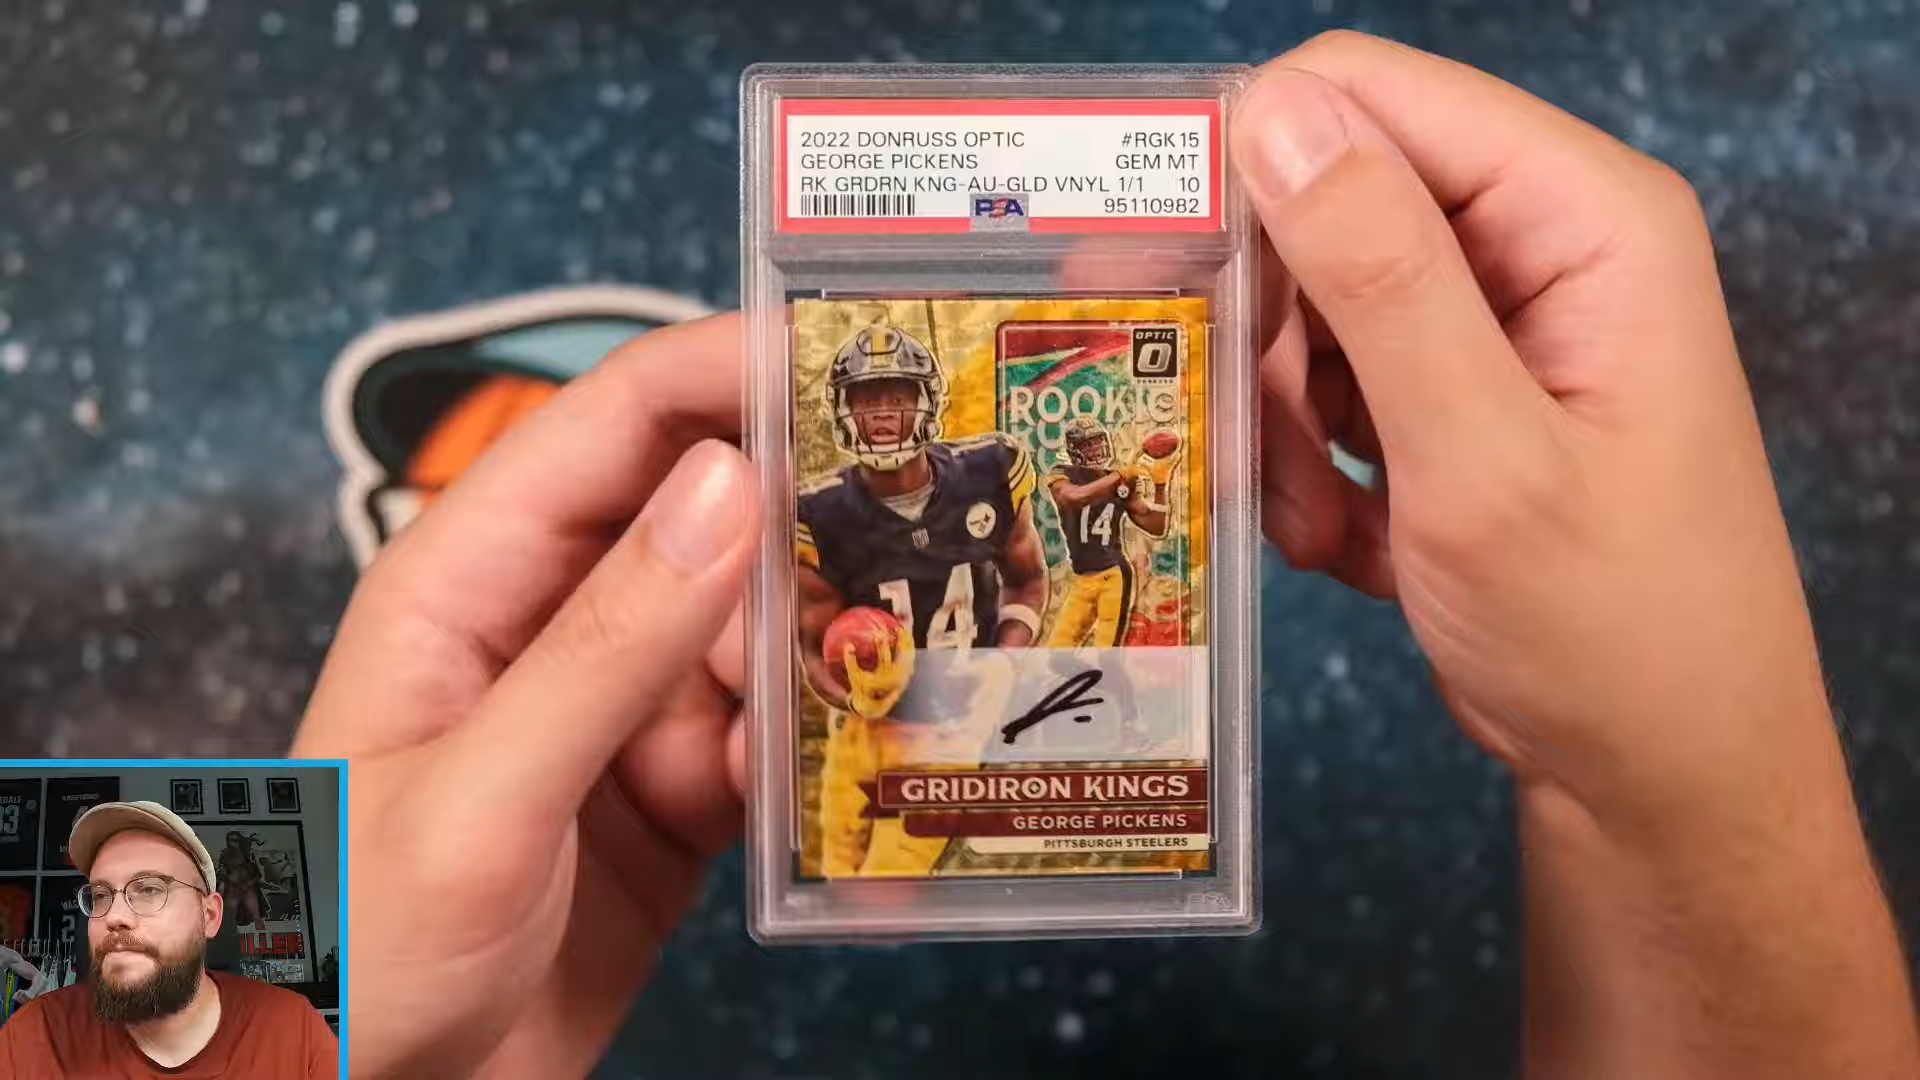 2022 DONRUSS OPTIC #RGK15
GEORGE PICKENS GEM MT
RK GRDRN KNG-AU-GLD VNYL 1/1 10
PSA 95110982
OPTIC
O
DONRUSS
ROOKIE
14
14
GRIDIRON KINGS
GEORGE PICKENS
PITTSBURGH STEELERS